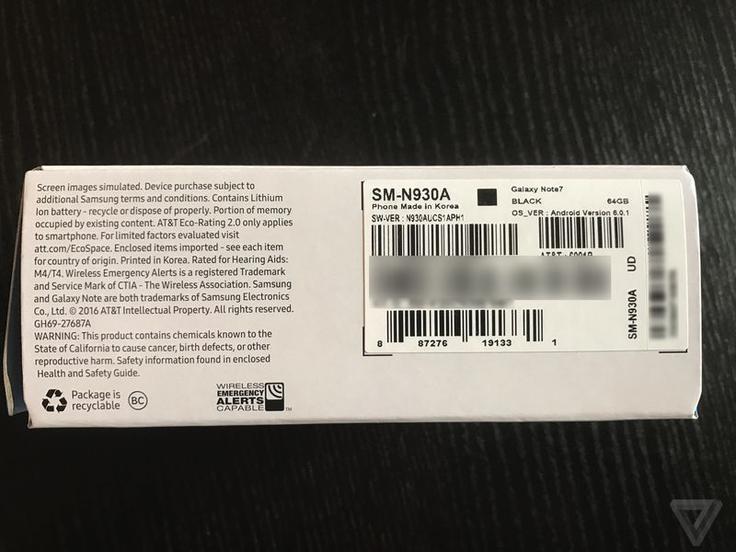 Screen images simulated. Device purchase subject to
additional Samsung terms and conditions. Contains Lithium
Ion battery - recycle or dispose of properly. Portion of memory
occupied by existing content. AT&T Eco-Rating 2.0 only applies
to smartphone. For limited factors evaluated visit
att.com/EcoSpace. Enclosed items imported - see each item
for country of origin. Printed in Korea. Rated for Hearing Aids:
M4/T4. Wireless Emergency Alerts is a registered Trademark
and Service Mark of CTIA - The Wireless Association. Samsung
and Galaxy Note are both trademarks of Samsung Electronics
Co., Ltd. © 2016 AT&T Intellectual Property. All rights reserved.
GH69-27687A
WARNING: This product contains chemicals known to the
State of California to cause cancer, birth defects, or other
reproductive harm. Safety information found in enclosed
Health and Safety Guide.
Package is
recyclable
BC
WIRELESS
EMERGENCY
ALERTS
CAPABLE
TM
SM-N930A
Phone Made in Korea
Galaxy Note7
BLACK 64GB
SW-VER : N930AUCS1APH1
OS_VER : Android Version 6.0.1
8 87276 19133 1
SM-N930A UD